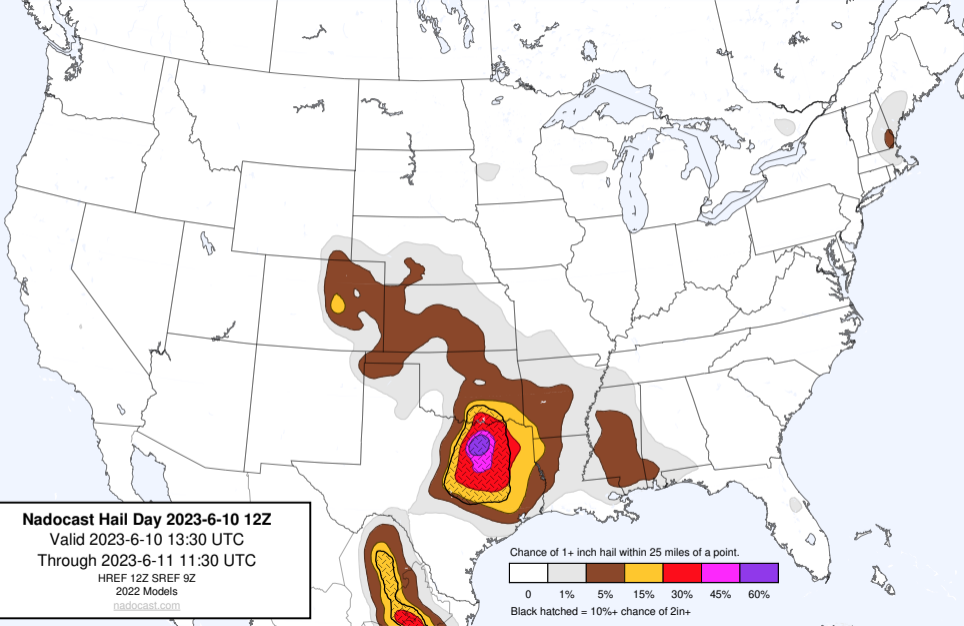 Nadocast Hail Day 2023-6-10 12Z
Valid 2023-6-10 13:30 UTC
Through 2023-6-11 11:30 UTC
HREF 12Z SREF 9Z
2022 Models
nadocast.com
Chance of 1+ inch hail within 25 miles of a point.
0 1% 5% 15% 30% 45% 60%
Black hatched = 10%+ chance of 2in+